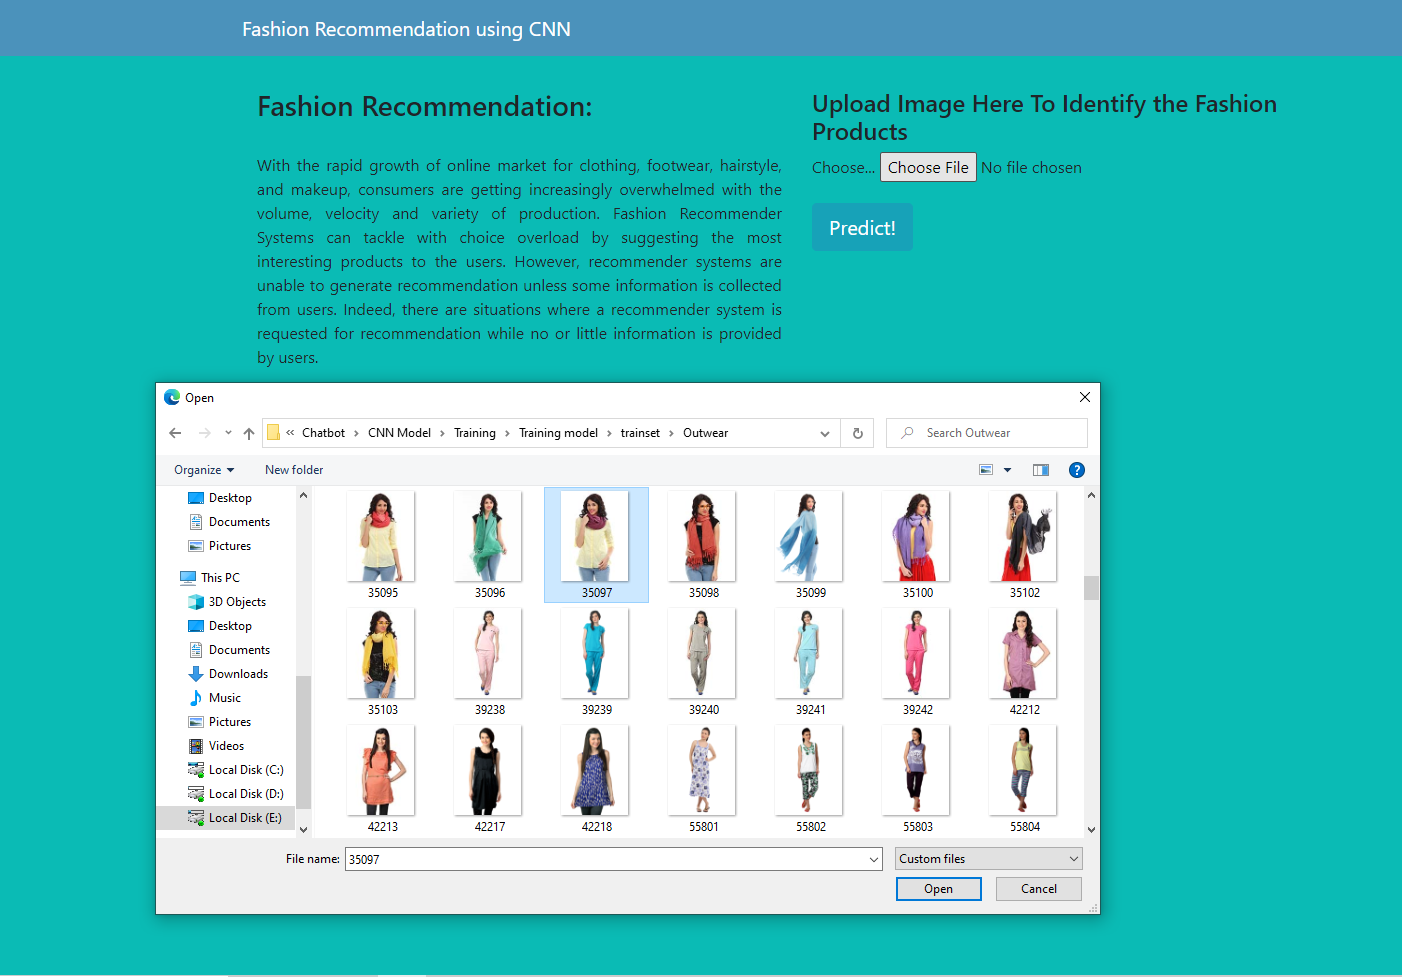 Fashion Recommendation using CNN
Fashion Recommendation:
With the rapid growth of online market for clothing, footwear, hairstyle,
and makeup, consumers are getting increasingly overwhelmed with the
volume, velocity and variety of production. Fashion Recommender
Systems can tackle with choice overload by suggesting the most
interesting products to the users. However, recommender systems are
unable to generate recommendation unless some information is collected
from users. Indeed, there are situations where a recommender system is
requested for recommendation while no or little information is provided
by users.
Upload Image Here To Identify the Fashion
Products
Choose... Choose File No file chosen
Predict!
Open
« Chatbot › CNN Model › Training › Training model › trainset › Outwear
Search Outwear
Organize
New folder
Desktop
Documents
Pictures
This PC
3D Objects
Desktop
Documents
Downloads
Music
Pictures
Videos
Local Disk (C:)
Local Disk (D:)
Local Disk (E:)
35095 35096 35097 35098 35099 35100 35102
35103 39238 39239 39240 39241 39242 42212
42213 42217 42218 55801 55802 55803 55804
File name: 35097
Custom files
Open
Cancel